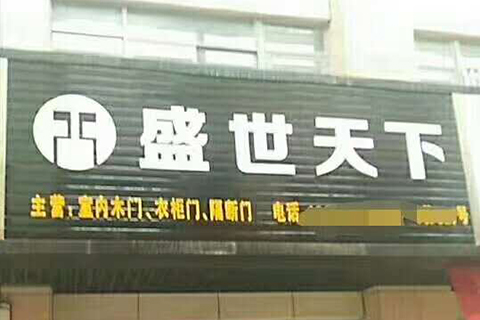 盛世天下
主营:室内木门、衣柜门、隔断门 电话